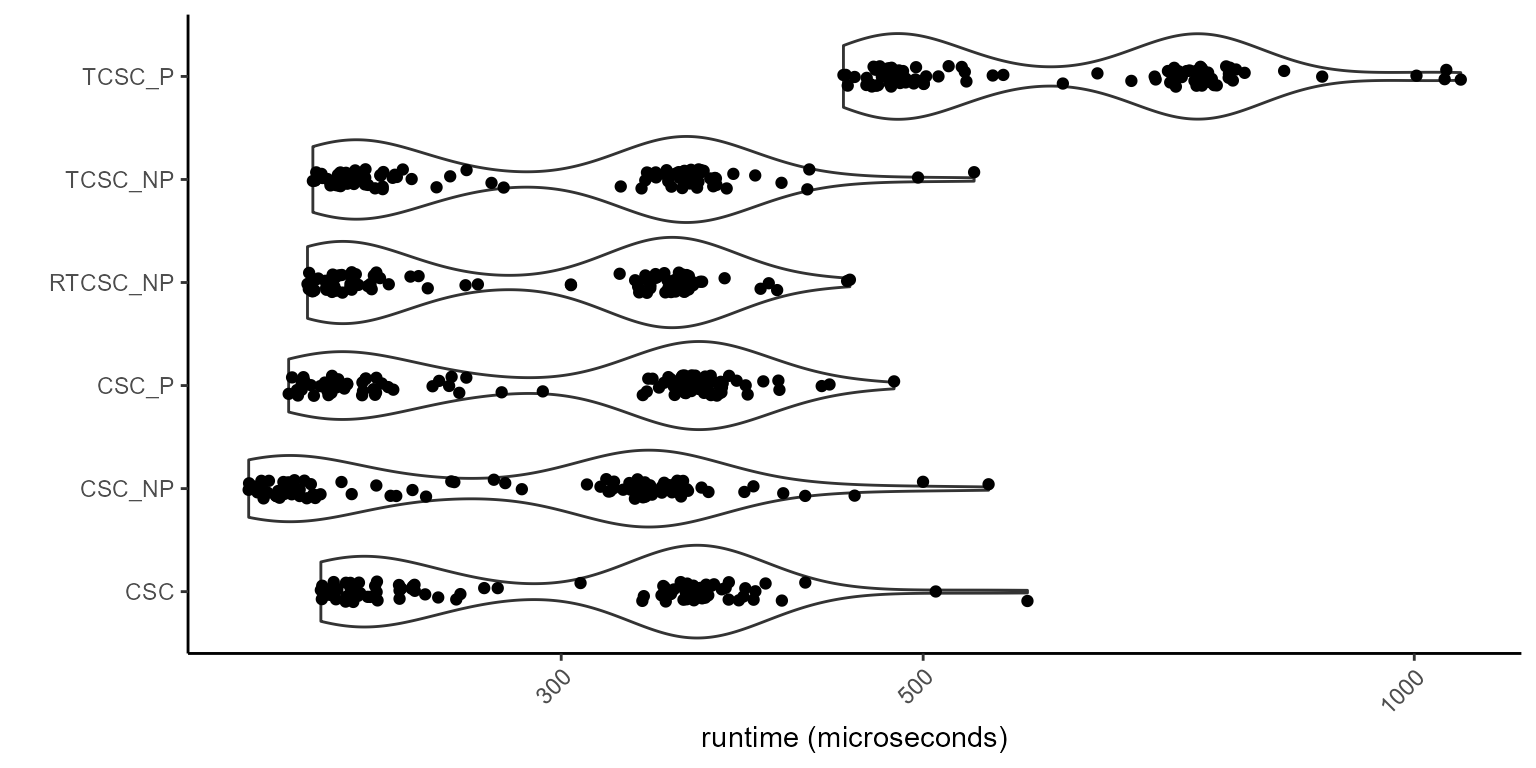 TCSC_P
TCSC_NP
RTCSC_NP
CSC_P
CSC_NP
CSC
300
500
1000
runtime (microseconds)